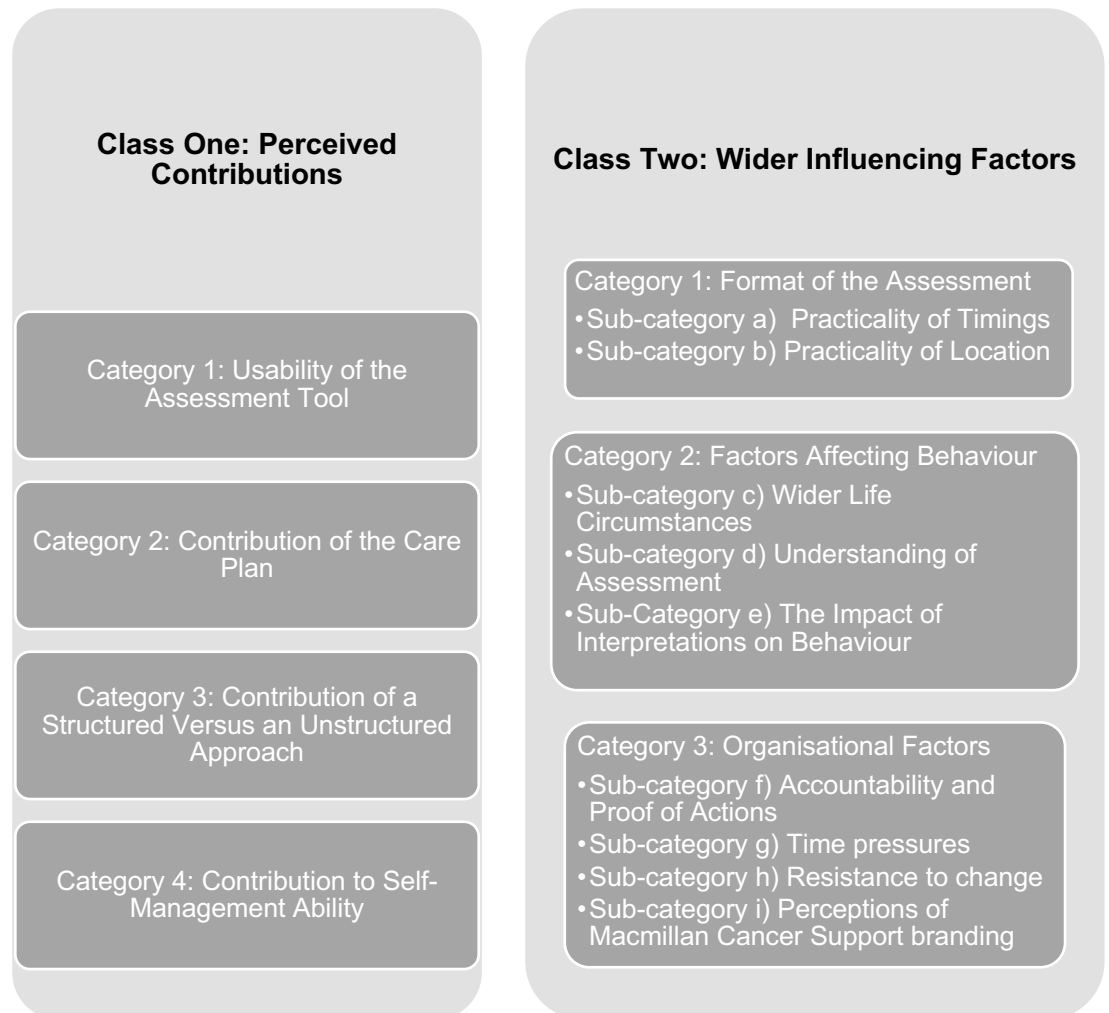 Class One: Perceived
Contributions
Category 1: Usability of the
Assessment Tool
Category 2: Contribution of the Care
Plan
Category 3: Contribution of a
Structured Versus an Unstructured
Approach
Category 4: Contribution to Self-
Management Ability
Class Two: Wider Influencing Factors
Category 1: Format of the Assessment
•Sub-category a)  Practicality of Timings
•Sub-category b) Practicality of Location
Category 2: Factors Affecting Behaviour
•Sub-category c) Wider Life
Circumstances
•Sub-category d) Understanding of
Assessment
•Sub-Category e) The Impact of
Interpretations on Behaviour
Category 3: Organisational Factors
•Sub-category f) Accountability and
Proof of Actions
•Sub-category g) Time pressures
•Sub-category h) Resistance to change
•Sub-category i) Perceptions of
Macmillan Cancer Support branding